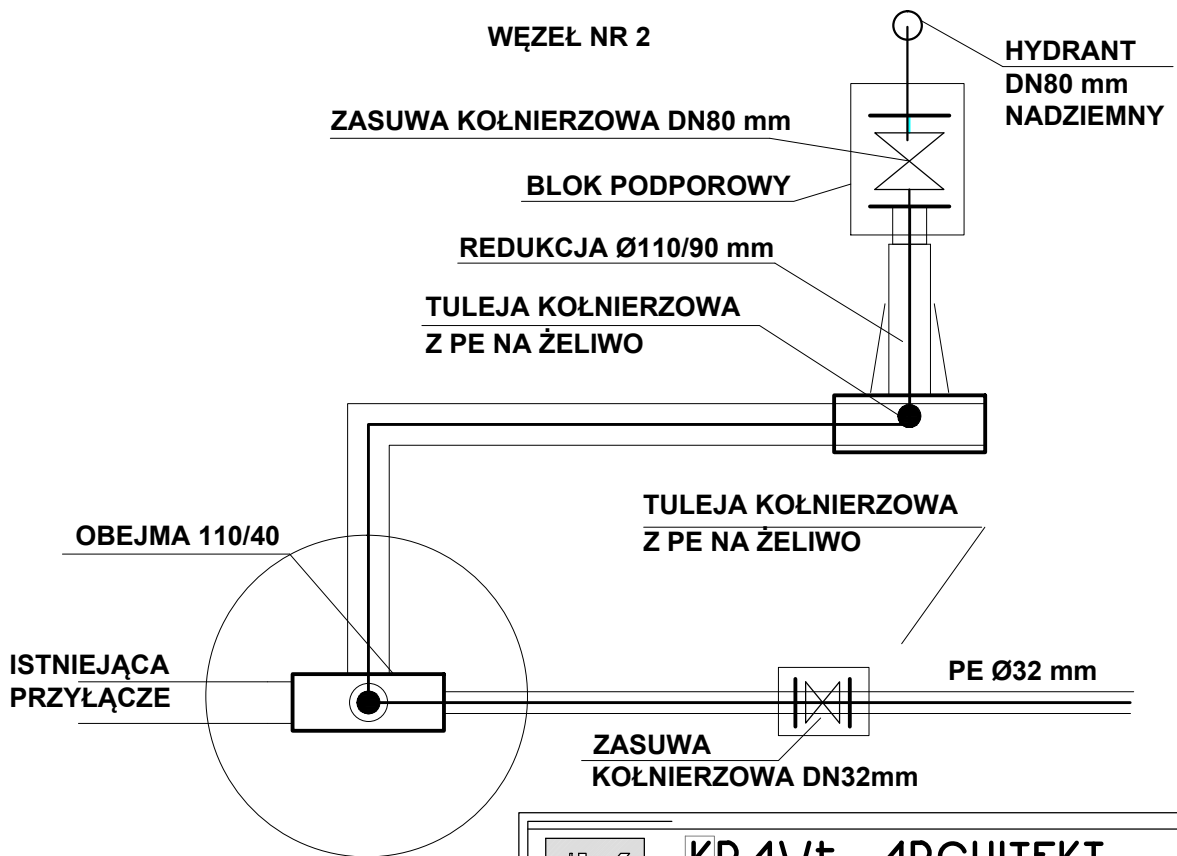 WĘZEŁ NR 2
HYDRANT
DN80 mm
NADZIEMNY
ZASUWA KOŁNIERZOWA DN80 mm
BLOK PODPOROWY
REDUKCJA Ø110/90 mm
TULEJA KOŁNIERZOWA
Z PE NA ŻELIWO
TULEJA KOŁNIERZOWA
Z PE NA ŻELIWO
OBEJMA 110/40
ISTNIEJĄCA
PRZYŁĄCZE
PE Ø32 mm
ZASUWA
KOŁNIERZOWA DN32mm